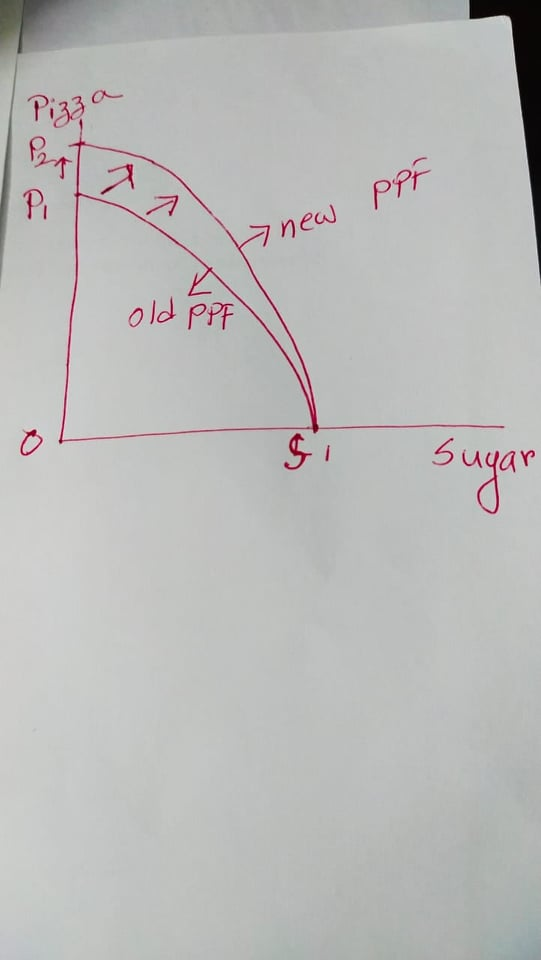 Pizza
P2
P1
new PPF
old PPF
O
S1
Sugar